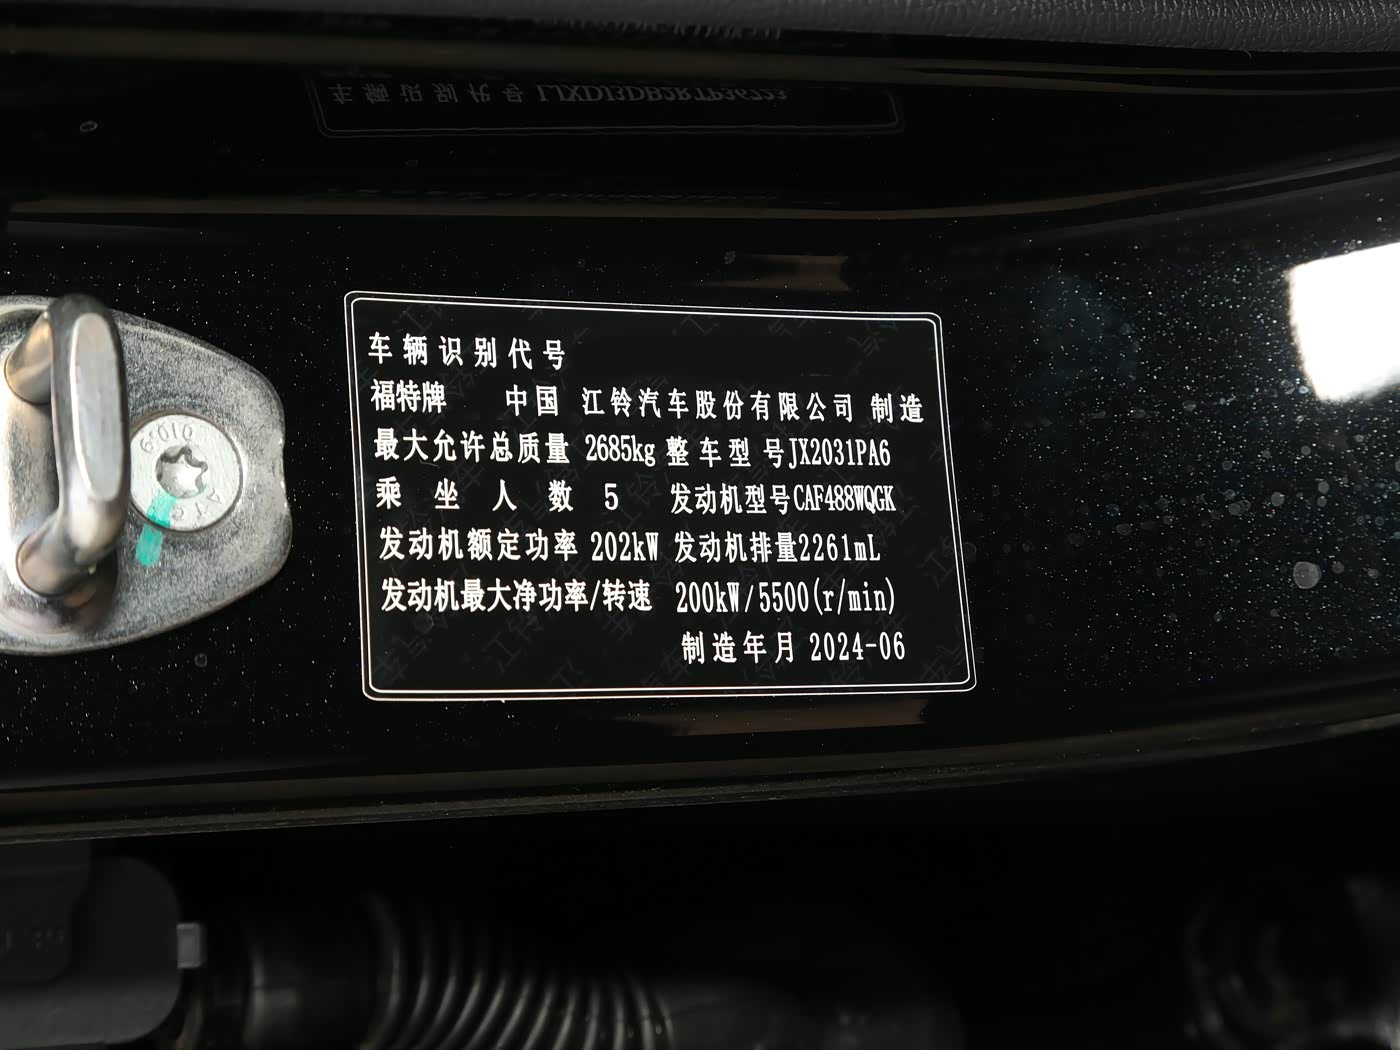 车辆识别代号
福特牌 中国 江铃汽车股份有限公司 制造
最大允许总质量 2685kg 整车型号JX2031PA6
乘坐人数 5 发动机型号CAF488WQGK
发动机额定功率 202kW 发动机排量2261mL
发动机最大净功率/转速 200kW/5500(r/min)
制造年月 2024-06